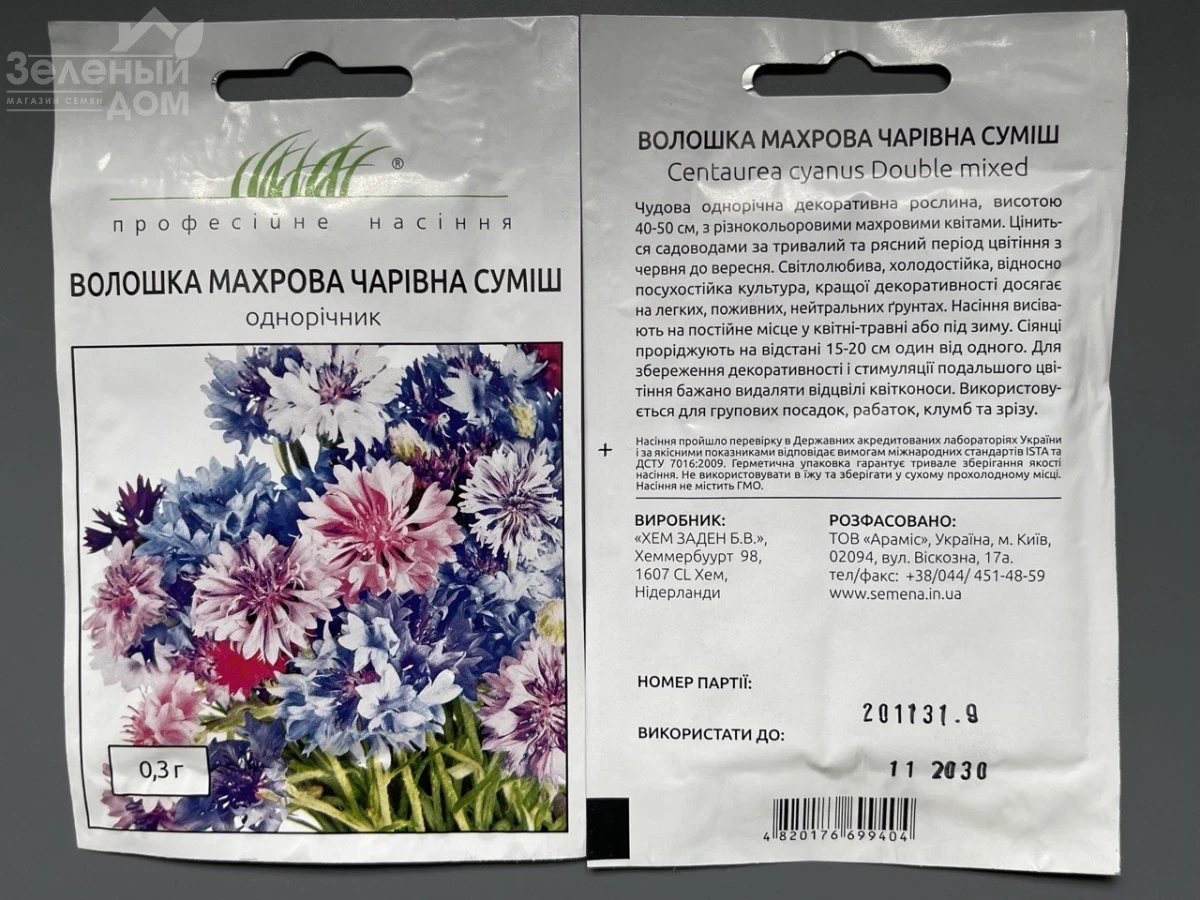 Зеленый
ДОМ
МАГАЗИН СЕМЯН
®
професійне насіння
ВОЛОШКА МАХРОВА ЧАРІВНА СУМІШ
однорічник
0,3 г
ВОЛОШКА МАХРОВА ЧАРІВНА СУМІШ
Centaurea cyanus Double mixed
Чудова однорічна декоративна рослина, висотою
40-50 см, з різнокольоровими махровими квітами. Ціnить-
ся садоводами за тривалий та рясний період цвітіння з
червня до вересня. Світлолюбива, холодостійка, відносно
посухостійка культура, кращої декоративності досягає
на легких, поживних, нейтральних ґрунтах. Насіння висіва-
ють на постійне місце у квітні-травні або під зиму. Сіянці
проріджують на відстані 15-20 см один від одного. Для
збереження декоративності і стимуляції подальшого цві-
тіння бажано видаляти відцвілі квітконоси. Використову-
ється для групових посадок, рабаток, клумб та зрізу.
+
Насіння пройшло перевірку в Державних акредитованих лабораторіях України
і за якісними показниками відповідає вимогам міжнародних стандартів ISTA та
ДСТУ 7016:2009. Герметична упаковка гарантує тривале зберігання якості
насіння. Не використовувати в їжу та зберігати у сухому прохолодному місці.
Насіння не містить ГМО.
ВИРОБНИК:
«ХЕМ ЗАДЕН Б.В.»,
Хеммербуурт 98,
1607 CL Хем,
Нідерланди
РОЗФАСОВАНО:
ТОВ «Араміс», Україна, м. Київ,
02094, вул. Віскозна, 17а.
тел/факс: +38/044/ 451-48-59
www.semena.in.ua
НОМЕР ПАРТІЇ:
201131.9
ВИКОРИСТАТИ ДО:
11 2030
4 820176 699404